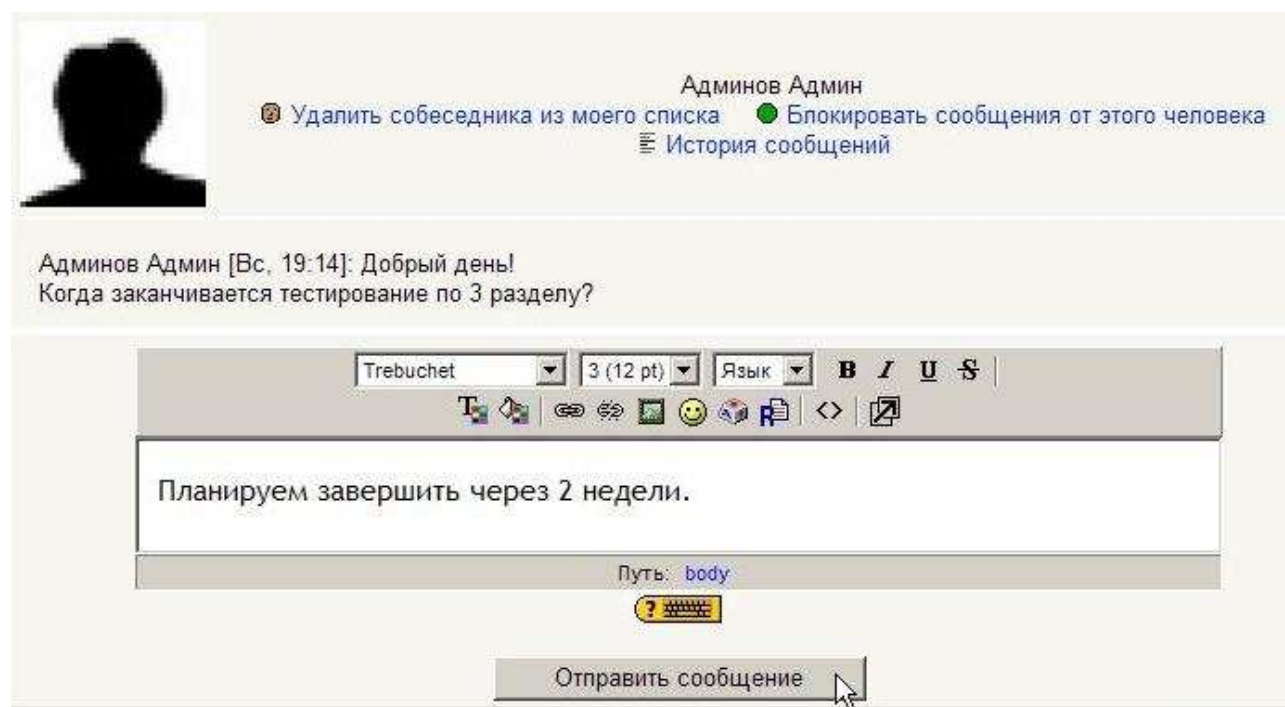 Админов Админ
Удалить собеседника из моего списка Блокировать сообщения от этого человека
История сообщений
Админов Админ [Вс, 19:14]: Добрый день!
Когда заканчивается тестирование по 3 разделу?
Trebuchet 3 (12 pt) Язык B I U S
Планируем завершить через 2 недели.
Путь: body
Отправить сообщение